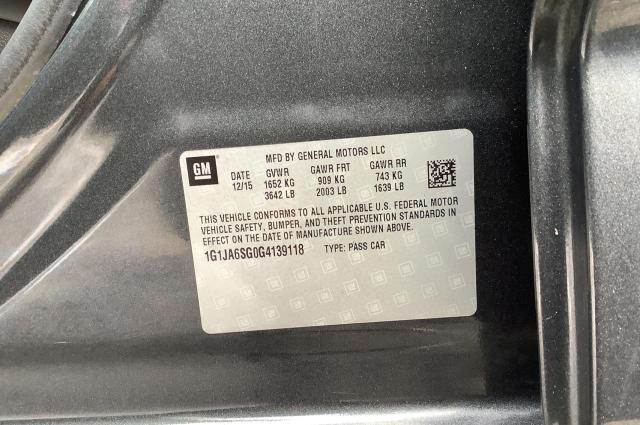 GM
MFD BY GENERAL MOTORS LLC
DATE GVWR GAWR FRT GAWR RR
12/15 1652 KG 909 KG 743 KG
3642 LB 2003 LB 1639 LB
THIS VEHICLE CONFORMS TO ALL APPLICABLE U.S. FEDERAL MOTOR
VEHICLE SAFETY, BUMPER, AND THEFT PREVENTION STANDARDS IN
EFFECT ON THE DATE OF MANUFACTURE SHOWN ABOVE.
1G1JA6SG0G4139118 TYPE: PASS CAR